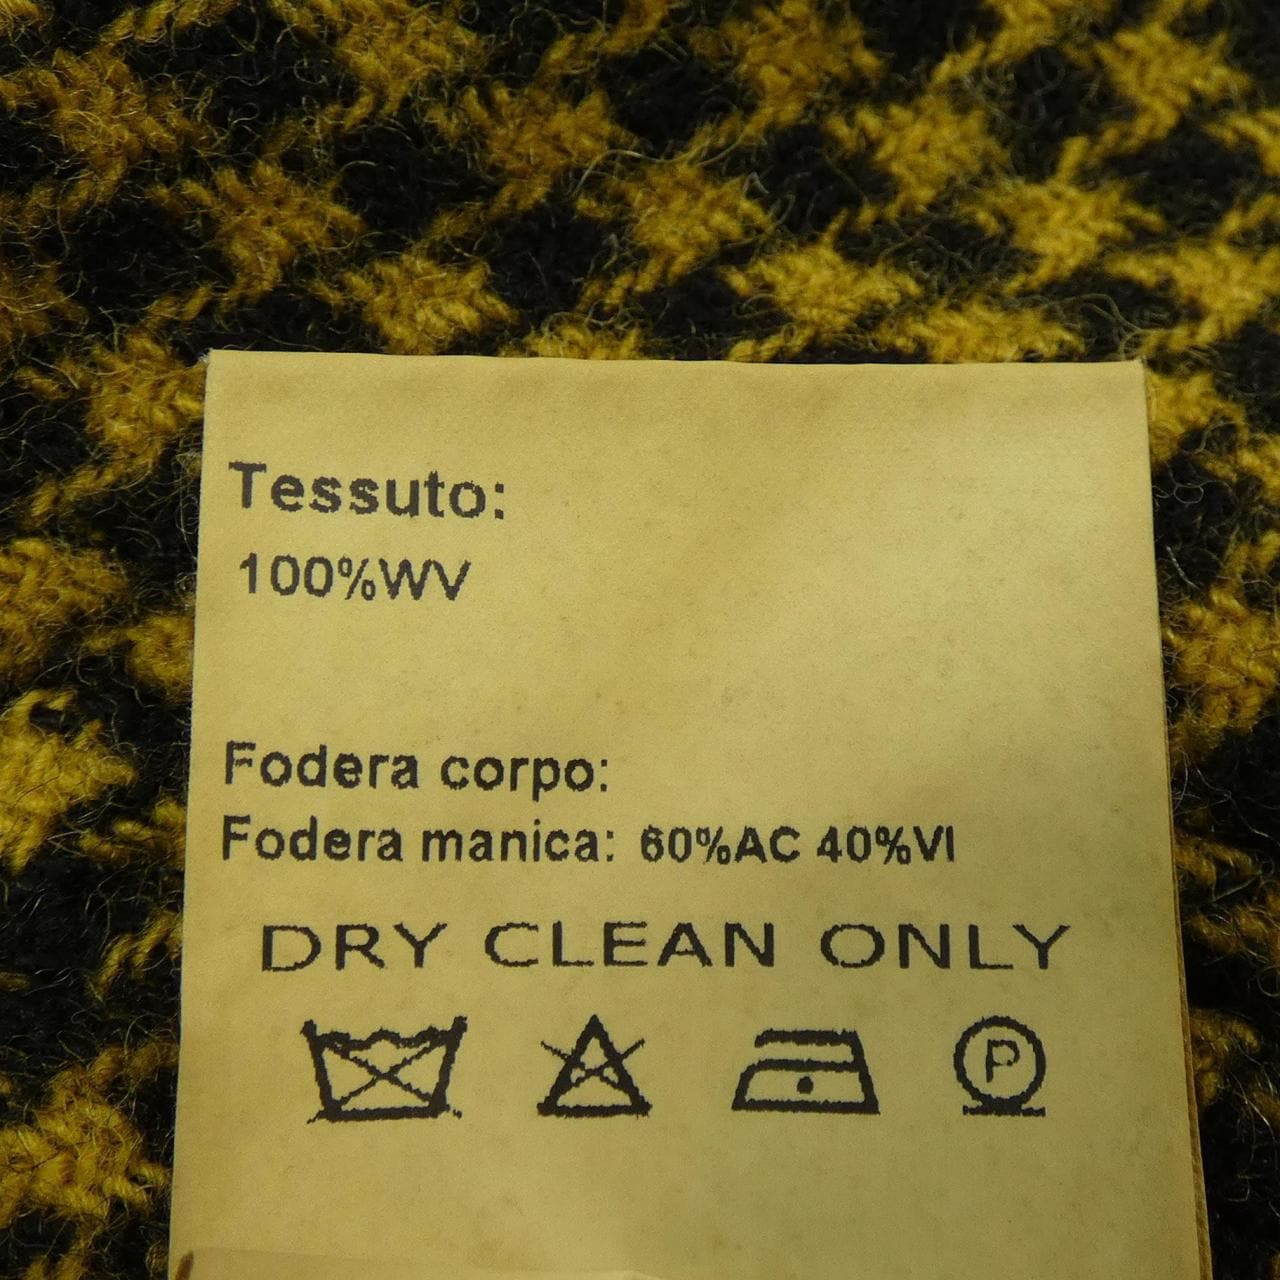 Tessuto:
100%WV
Fodera corpo:
Fodera manica: 60%AC 40%VI
DRY CLEAN ONLY
P